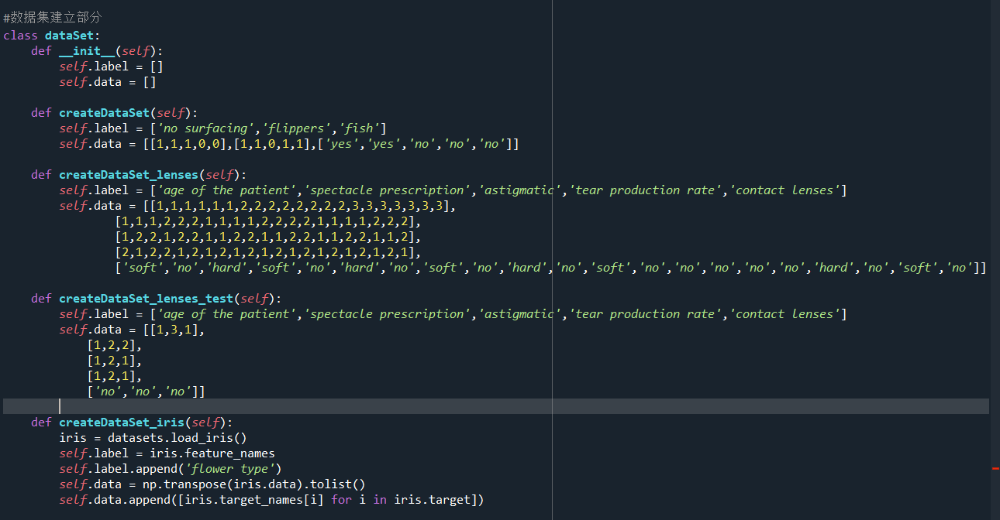 #数据集建立部分
class dataSet:
    def __init__(self):
        self.label = []
        self.data = []

    def createDataSet(self):
        self.label = ['no surfacing','flippers','fish']
        self.data = [[1,1,1,0,0],[1,1,0,1,1],['yes','yes','no','no','no']]

    def createDataSet_lenses(self):
        self.label = ['age of the patient','spectacle prescription','astigmatic','tear production rate','contact lenses']
        self.data = [[1,1,1,1,1,1,2,2,2,2,2,2,2,2,3,3,3,3,3,3,3],
                [1,1,1,2,2,2,1,1,1,1,2,2,2,2,1,1,1,1,2,2,2],
                [1,2,2,1,2,2,1,1,2,2,1,1,2,2,1,1,2,2,1,1,2],
                [2,1,2,2,1,2,1,2,1,2,1,2,1,2,1,2,1,2,1,2,1],
                ['soft','no','hard','soft','no','hard','no','soft','no','hard','no','soft','no','no','no','no','no','hard','no','soft','no']]

    def createDataSet_lenses_test(self):
        self.label = ['age of the patient','spectacle prescription','astigmatic','tear production rate','contact lenses']
        self.data = [[1,3,1],
            [1,2,2],
            [1,2,1],
            [1,2,1],
            ['no','no','no']]

    def createDataSet_iris(self):
        iris = datasets.load_iris()
        self.label = iris.feature_names
        self.label.append('flower type')
        self.data = np.transpose(iris.data).tolist()
        self.data.append([iris.target_names[i] for i in iris.target])